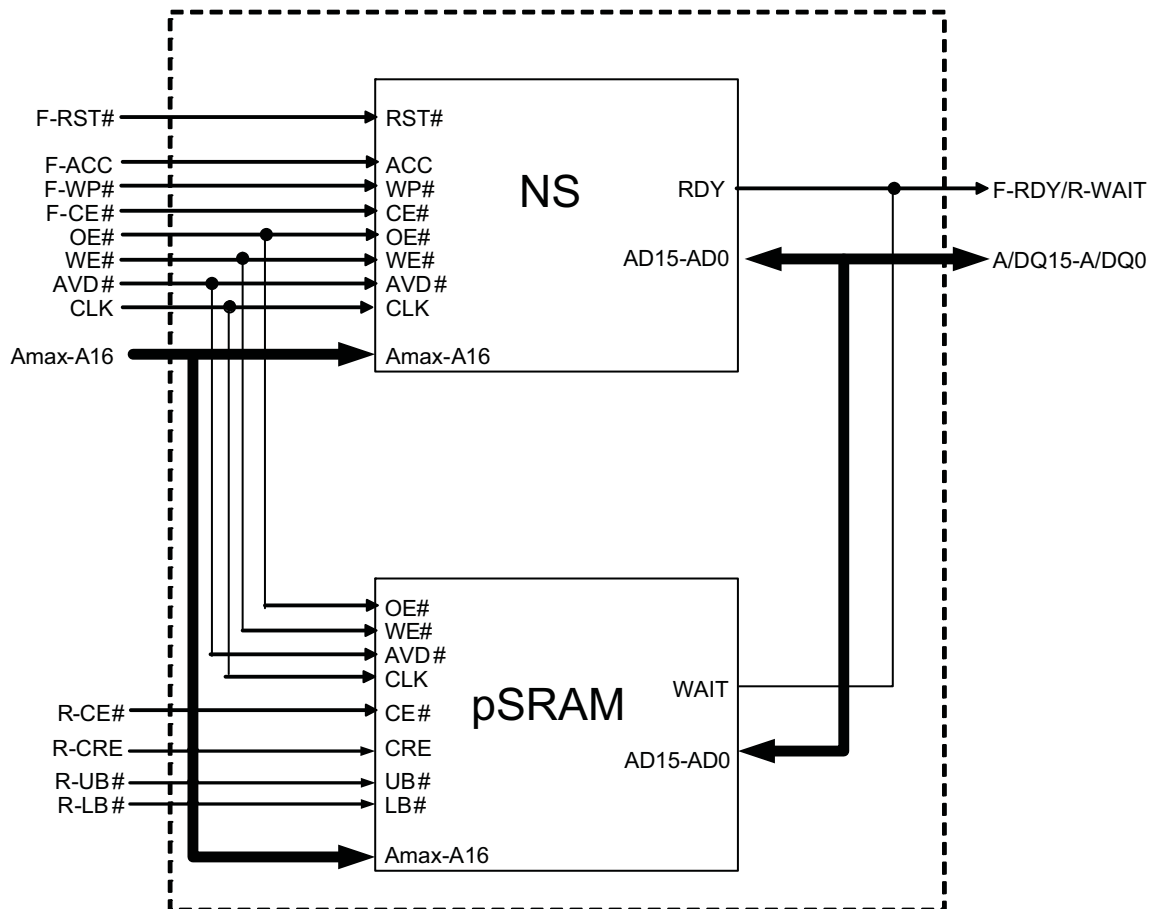 F-RST#
F-ACC
F-WP#
F-CE#
OE#
WE#
AVD#
CLK
Amax-A16
RST#
ACC
WP#
CE#
OE#
WE#
AVD#
CLK
Amax-A16
NS
RDY
AD15-AD0
F-RDY/R-WAIT
A/DQ15-A/DQ0
R-CE#
R-CRE
R-UB#
R-LB#
OE#
WE#
AVD#
CLK
CE#
CRE
UB#
LB#
Amax-A16
pSRAM
WAIT
AD15-AD0